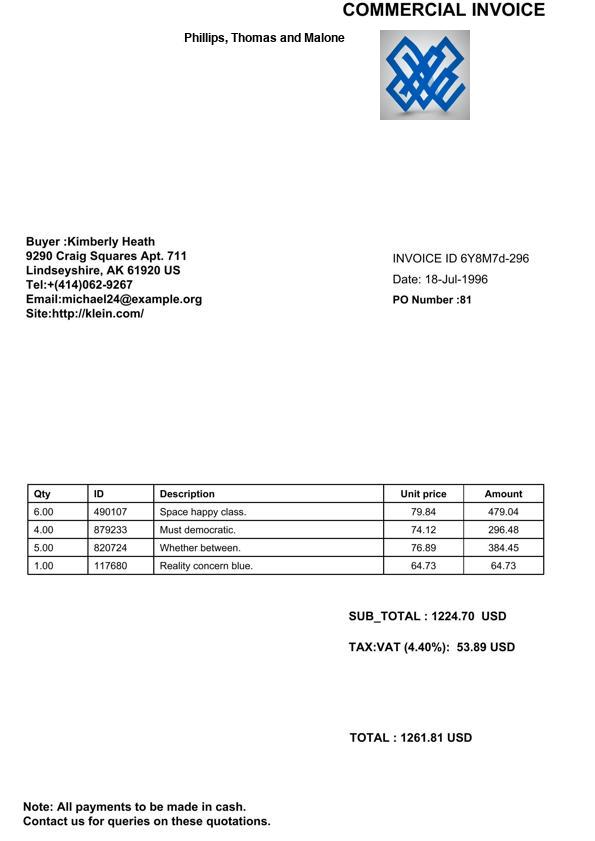 COMMERCIAL INVOICE
Phillips, Thomas and Malone
Buyer :Kimberly Heath
9290 Craig Squares Apt. 711
Lindseyshire, AK 61920 US
Tel:+(414)062-9267
Email:michael24@example.org
Site:http://klein.com/
INVOICE ID 6Y8M7d-296
Date: 18-Jul-1996
PO Number :81
Qty ID Description Unit price Amount
6.00 490107 Space happy class. 79.84 479.04
4.00 879233 Must democratic. 74.12 296.48
5.00 820724 Whether between. 76.89 384.45
1.00 117680 Reality concern blue. 64.73 64.73
SUB_TOTAL : 1224.70 USD
TAX:VAT (4.40%): 53.89 USD
TOTAL : 1261.81 USD
Note: All payments to be made in cash.
Contact us for queries on these quotations.